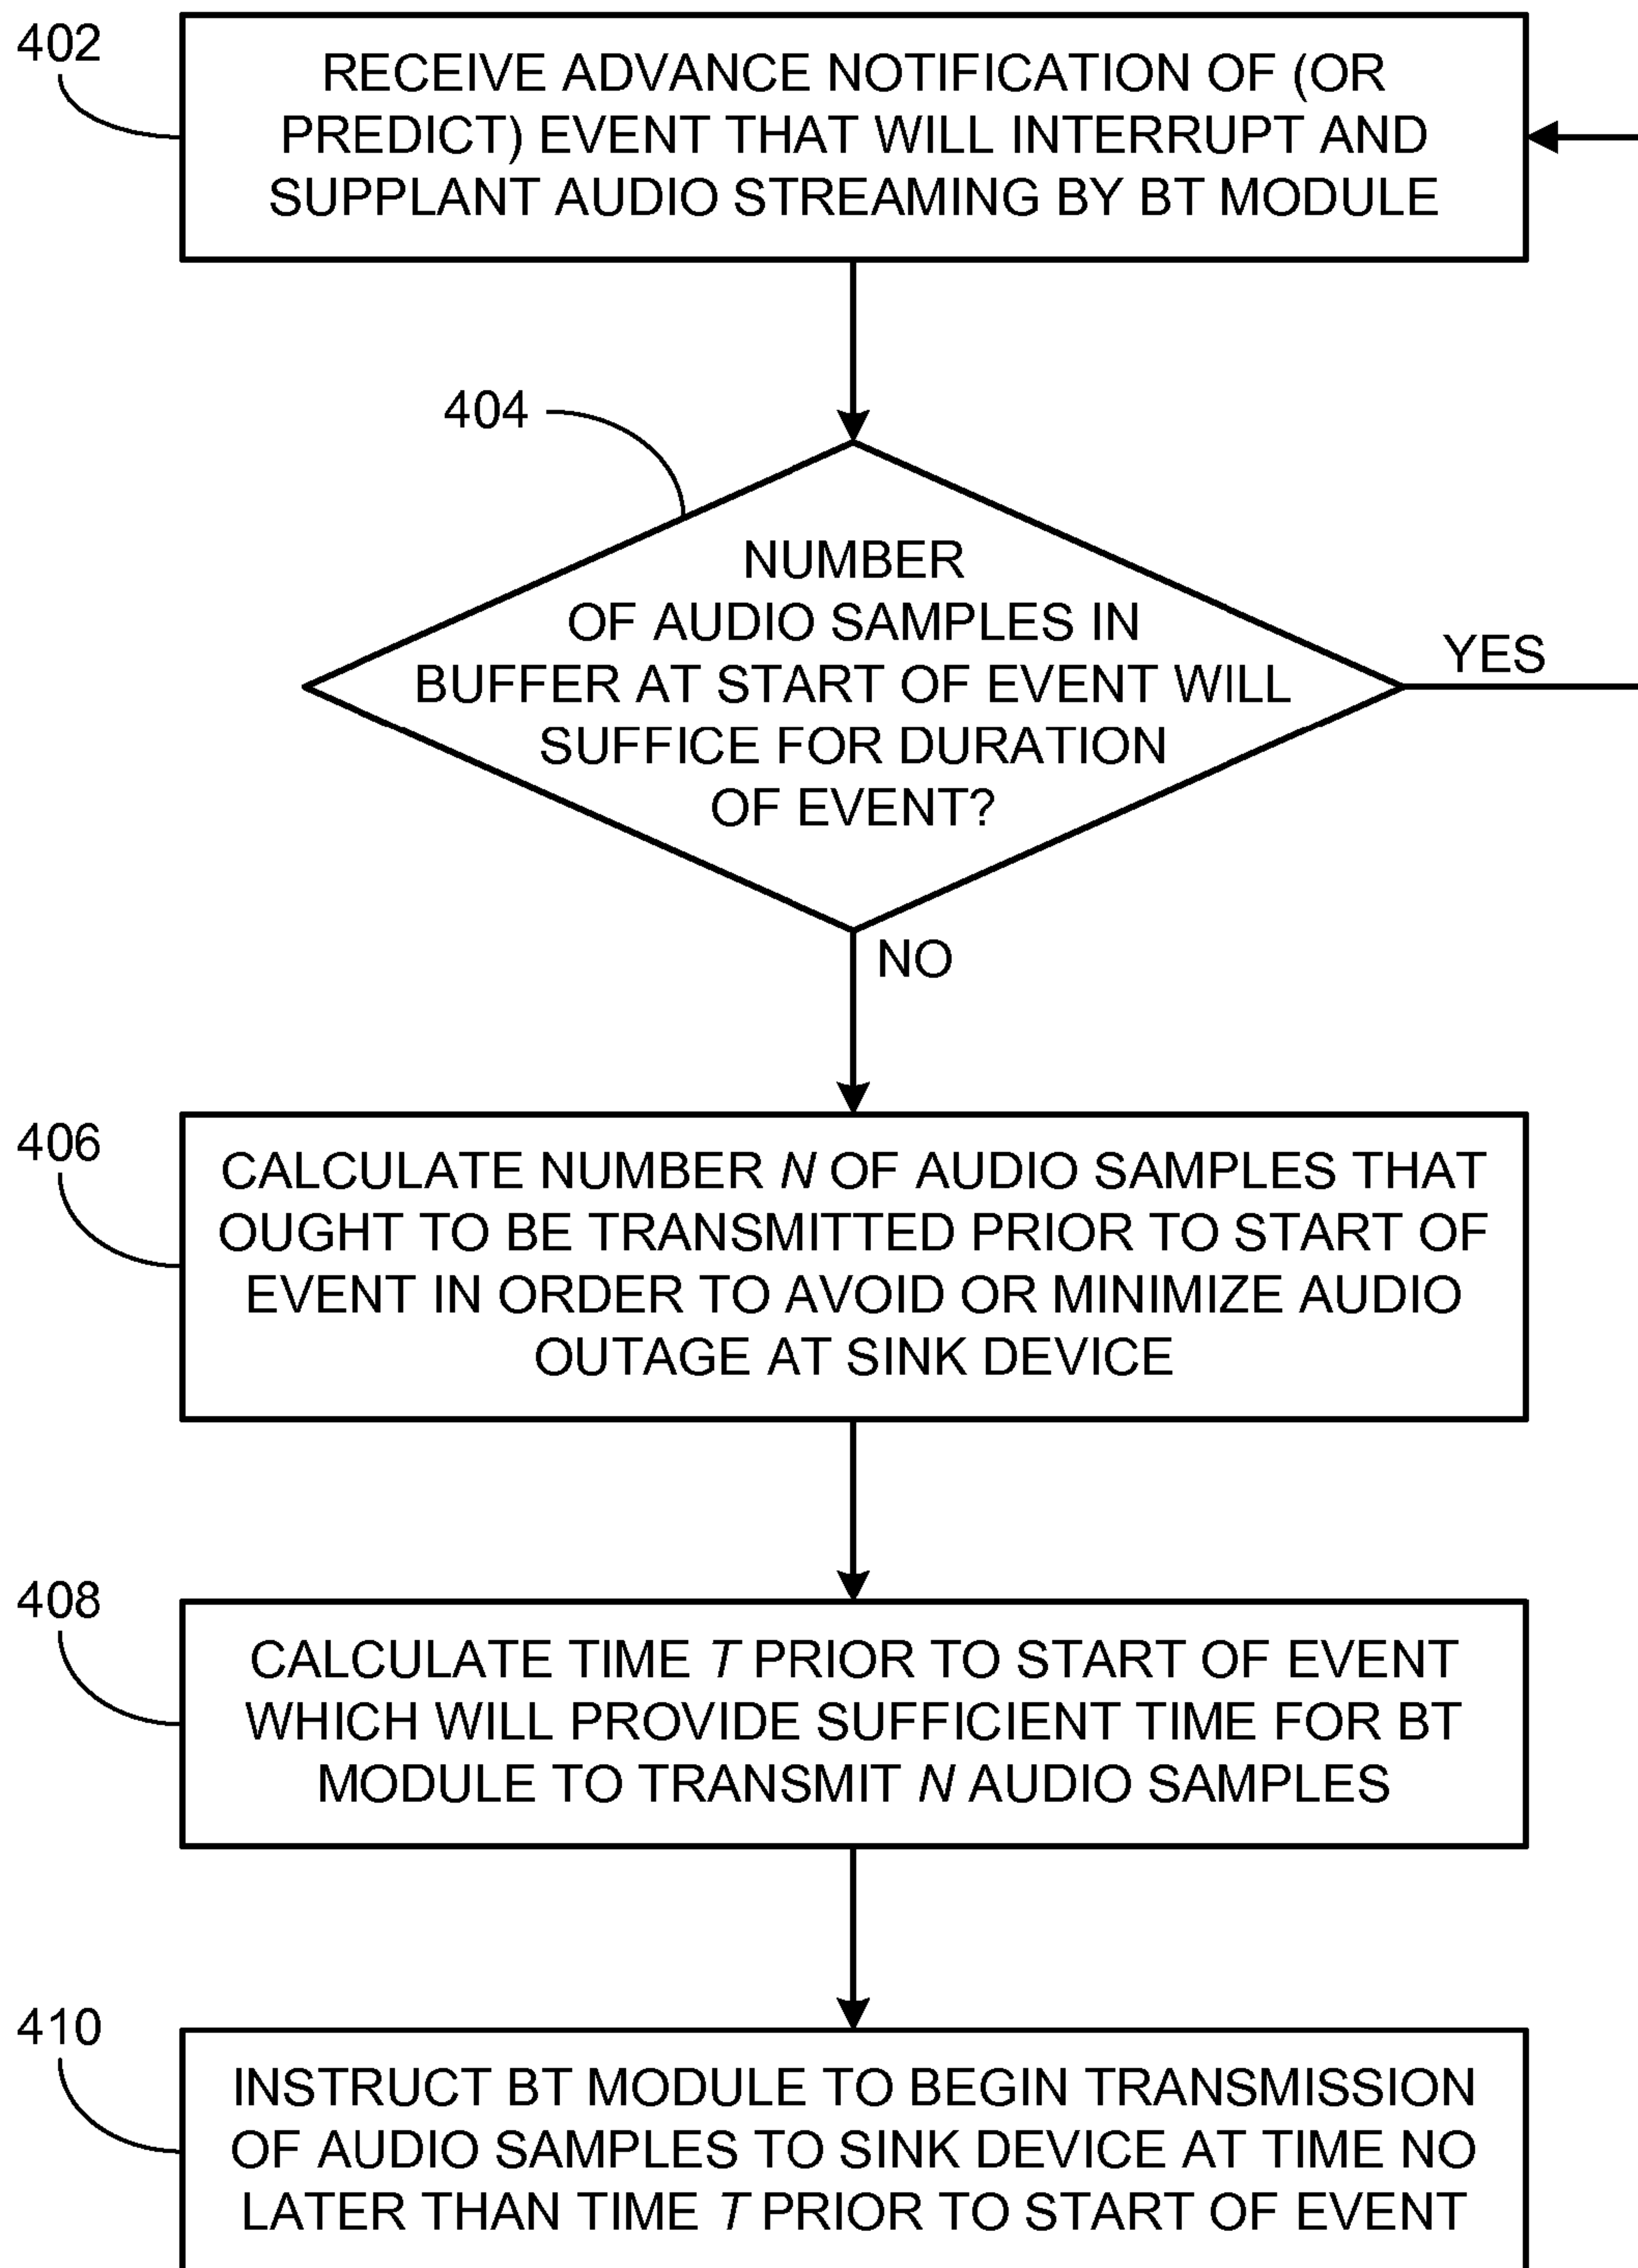 402
RECEIVE ADVANCE NOTIFICATION OF (OR
PREDICT) EVENT THAT WILL INTERRUPT AND
SUPPLANT AUDIO STREAMING BY BT MODULE
404
NUMBER
OF AUDIO SAMPLES IN
BUFFER AT START OF EVENT WILL
SUFFICE FOR DURATION
OF EVENT?
YES
NO
406
CALCULATE NUMBER N OF AUDIO SAMPLES THAT
OUGHT TO BE TRANSMITTED PRIOR TO START OF
EVENT IN ORDER TO AVOID OR MINIMIZE AUDIO
OUTAGE AT SINK DEVICE
408
CALCULATE TIME T PRIOR TO START OF EVENT
WHICH WILL PROVIDE SUFFICIENT TIME FOR BT
MODULE TO TRANSMIT N AUDIO SAMPLES
410
INSTRUCT BT MODULE TO BEGIN TRANSMISSION
OF AUDIO SAMPLES TO SINK DEVICE AT TIME NO
LATER THAN TIME T PRIOR TO START OF EVENT